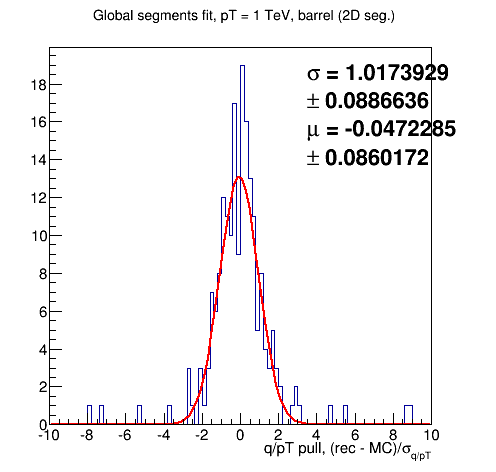 Global segments fit, pT = 1 TeV, barrel (2D seg.)
σ = 1.0173929
± 0.0886636
μ = -0.0472285
± 0.0860172
18
16
14
12
10
8
6
4
2
0
-10 -8 -6 -4 -2 0 2 4 6 8 10
q/pT pull, (rec - MC)/σ_q/pT